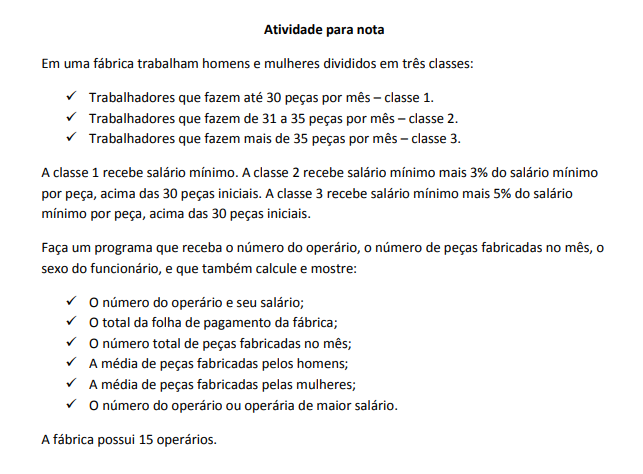 Atividade para nota
Em uma fábrica trabalham homens e mulheres divididos em três classes:
✓ Trabalhadores que fazem até 30 peças por mês – classe 1.
✓ Trabalhadores que fazem de 31 a 35 peças por mês – classe 2.
✓ Trabalhadores que fazem mais de 35 peças por mês – classe 3.
A classe 1 recebe salário mínimo. A classe 2 recebe salário mínimo mais 3% do salário mínimo
por peça, acima das 30 peças iniciais. A classe 3 recebe salário mínimo mais 5% do salário
mínimo por peça, acima das 30 peças iniciais.
Faça um programa que receba o número do operário, o número de peças fabricadas no mês, o
sexo do funcionário, e que também calcule e mostre:
✓ O número do operário e seu salário;
✓ O total da folha de pagamento da fábrica;
✓ O número total de peças fabricadas no mês;
✓ A média de peças fabricadas pelos homens;
✓ A média de peças fabricadas pelas mulheres;
✓ O número do operário ou operária de maior salário.
A fábrica possui 15 operários.